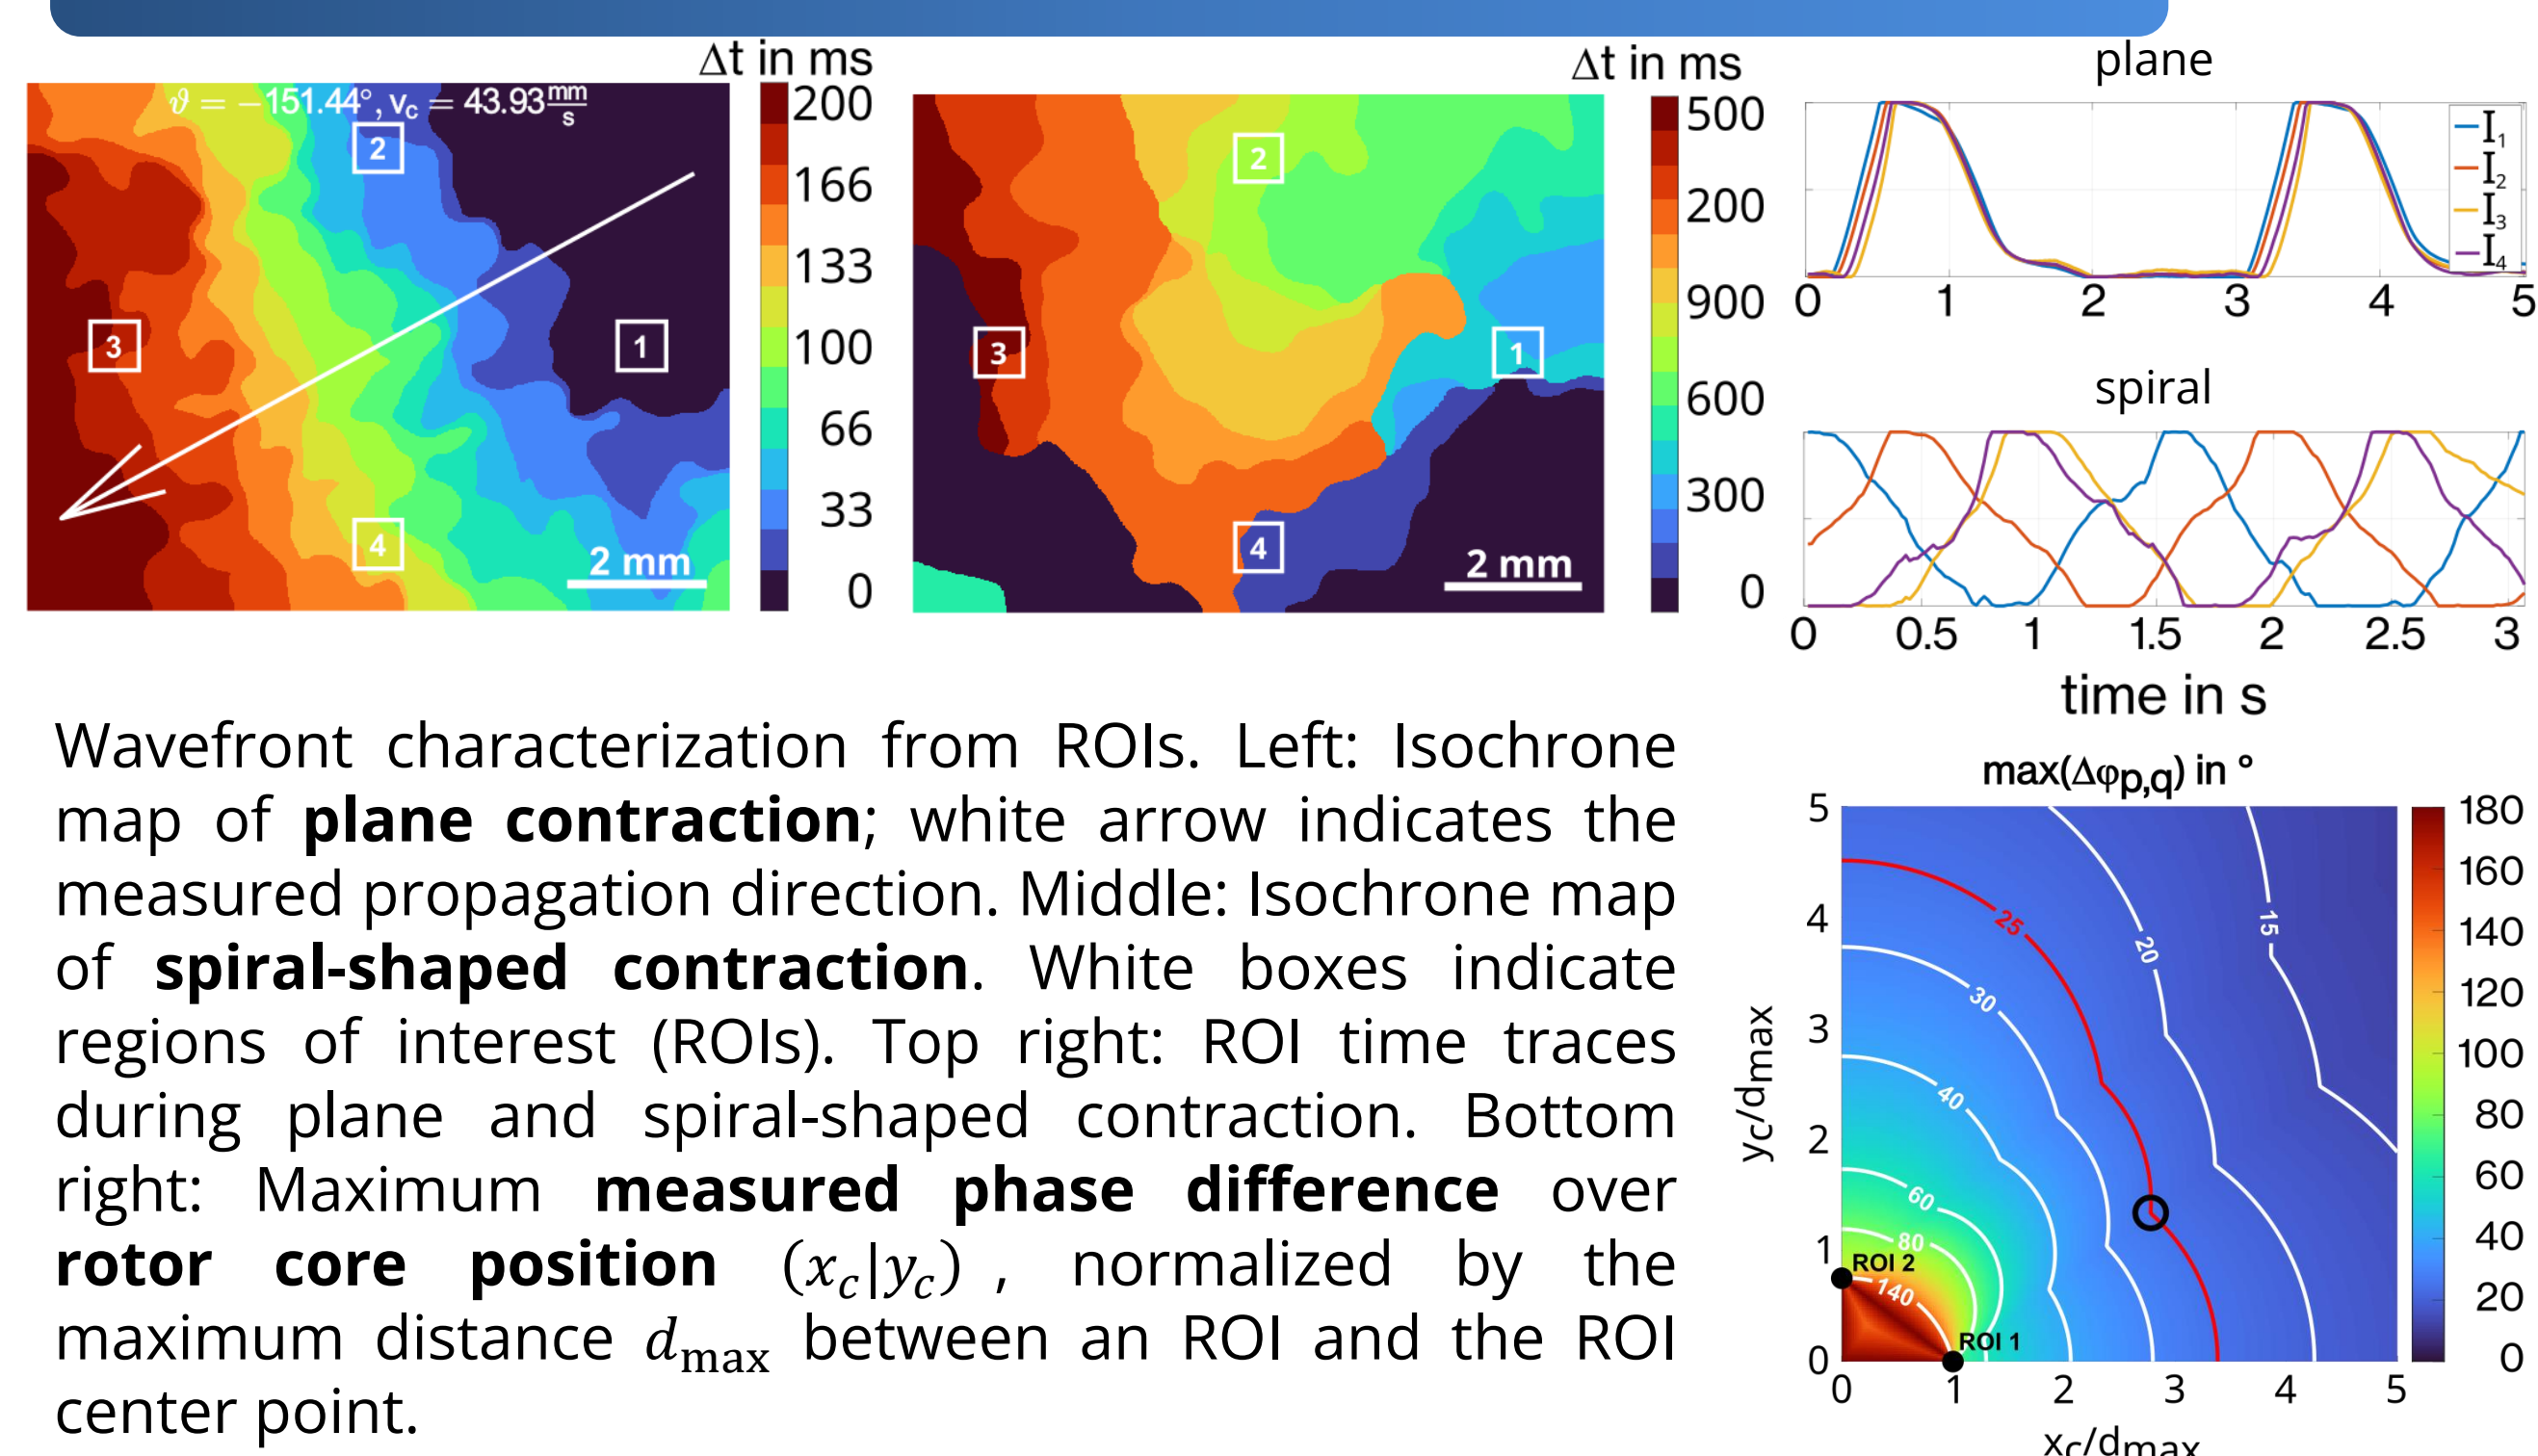 Δt in ms
ϑ = −151.44°, v_c = 43.93 mm/s
2
3
1
4
2 mm
200
166
133
100
66
33
0
Δt in ms
2
3
1
4
2 mm
500
200
900
600
300
0
plane
I₁
I₂
I₃
I₄
0 1 2 3 4 5
spiral
0 0.5 1 1.5 2 2.5 3
time in s
Wavefront characterization from ROIs. Left: Isochrone
map of plane contraction; white arrow indicates the
measured propagation direction. Middle: Isochrone map
of spiral-shaped contraction. White boxes indicate
regions of interest (ROIs). Top right: ROI time traces
during plane and spiral-shaped contraction. Bottom
right: Maximum measured phase difference over
rotor core position (x_c|y_c) , normalized by the
maximum distance d_max between an ROI and the ROI
center point.
max(Δφp,q) in °
5
4
3
2
1
0
yc/dmax
25
20
15
30
40
60
80
140
ROI 2
ROI 1
0 1 2 3 4 5
xc/dmax
180
160
140
120
100
80
60
40
20
0